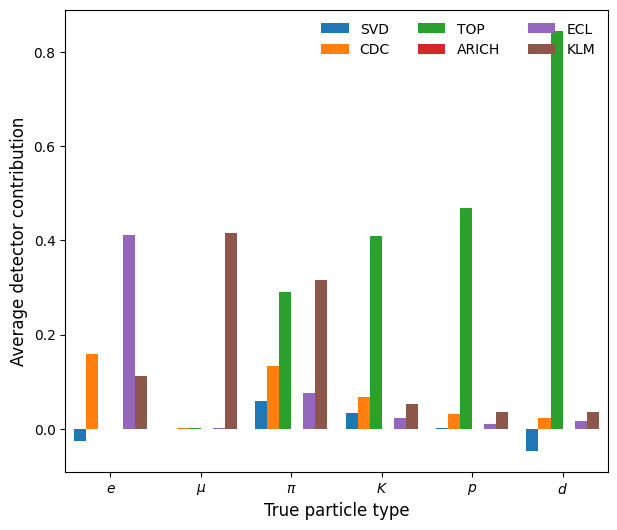 SVD TOP ECL
CDC ARICH KLM
Average detector contribution
0.8
0.6
0.4
0.2
0.0
e μ π K p d
True particle type